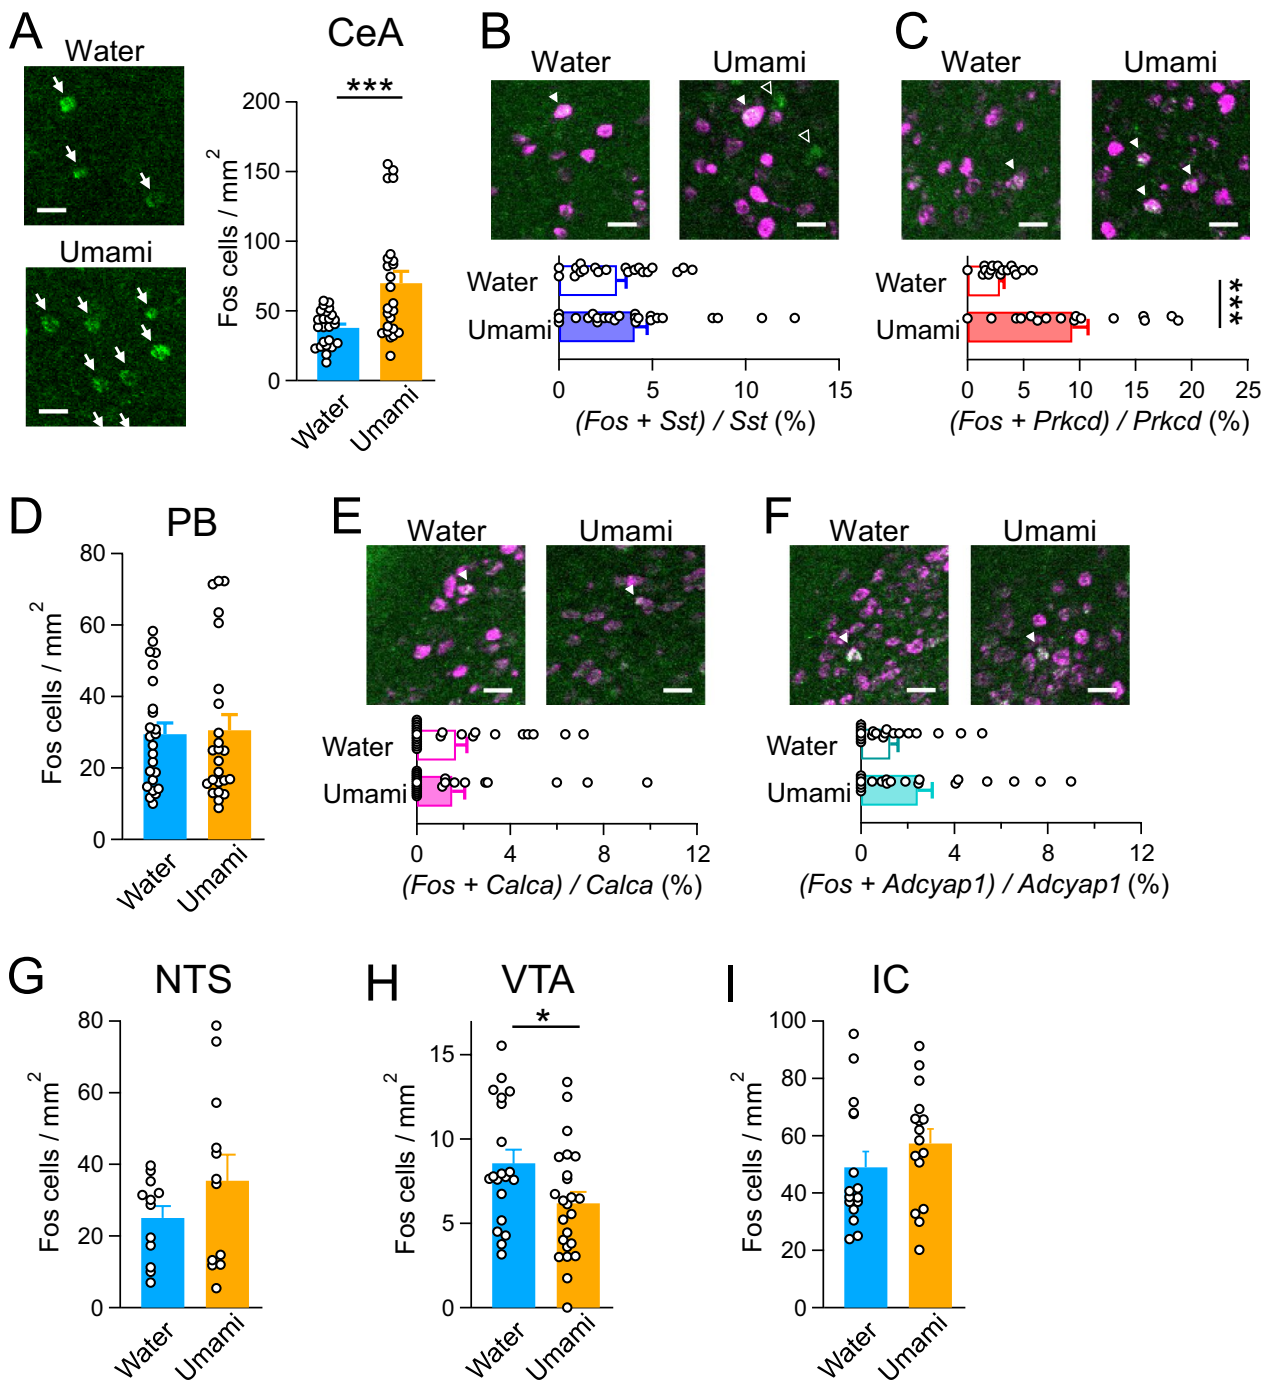 A
CeA
Water
Umami
***
Fos cells / mm2
200
150
100
50
0
Water
Umami
B
Water
Umami
Water
Umami
0
5
10
15
(Fos + Sst) / Sst (%)
C
Water
Umami
Water
Umami
***
0
5
10
15
20
25
(Fos + Prkcd) / Prkcd (%)
D
PB
Fos cells / mm2
80
60
40
20
0
Water
Umami
E
Water
Umami
Water
Umami
0
4
8
12
(Fos + Calca) / Calca (%)
F
Water
Umami
Water
Umami
0
4
8
12
(Fos + Adcyap1) / Adcyap1 (%)
G
NTS
Fos cells / mm2
80
60
40
20
0
Water
Umami
H
VTA
*
Fos cells / mm2
15
10
5
0
Water
Umami
I
IC
Fos cells / mm2
100
80
60
40
20
0
Water
Umami